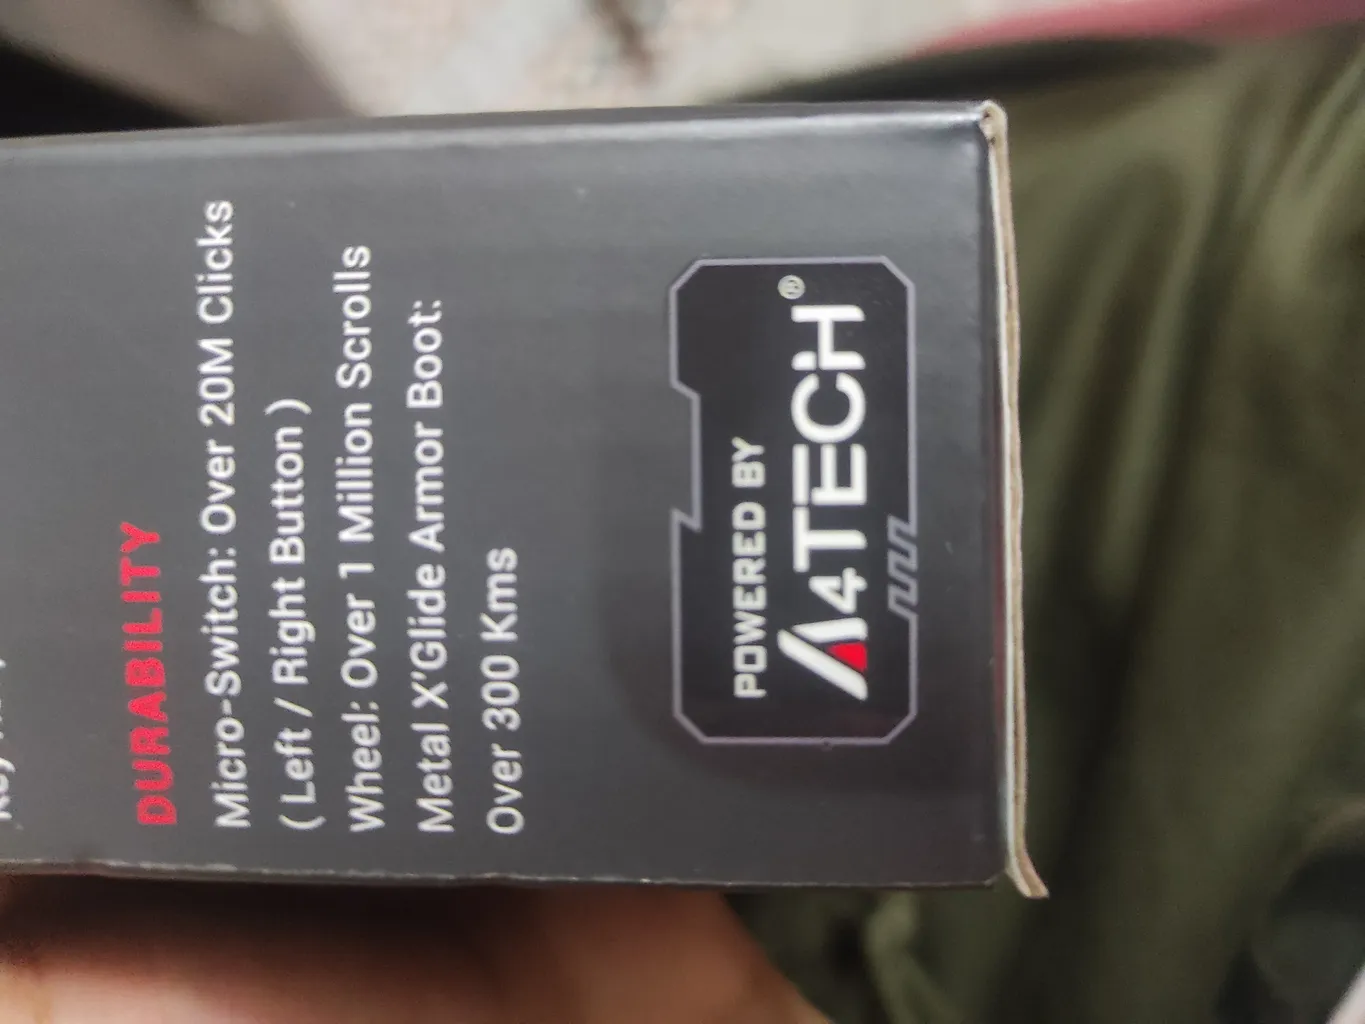 DURABILITY
Micro-Switch: Over 20M Clicks
( Left / Right Button )
Wheel: Over 1 Million Scrolls
Metal X'Glide Armor Boot:
Over 300 Kms
POWERED BY
A4TECH®